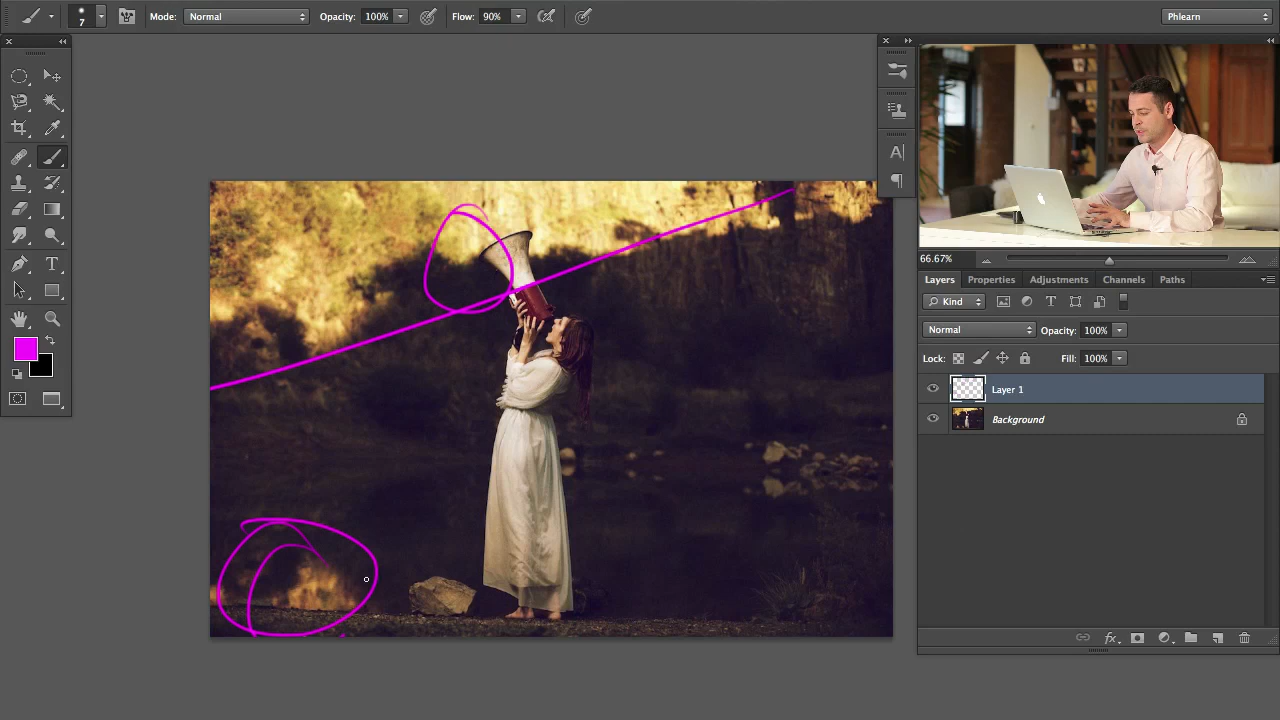 7 Mode: Normal Opacity: 100% Flow: 90% Phlearn
66.67%
Layers Properties Adjustments Channels Paths
Kind
Normal Opacity: 100%
Lock: Fill: 100%
Layer 1
Background